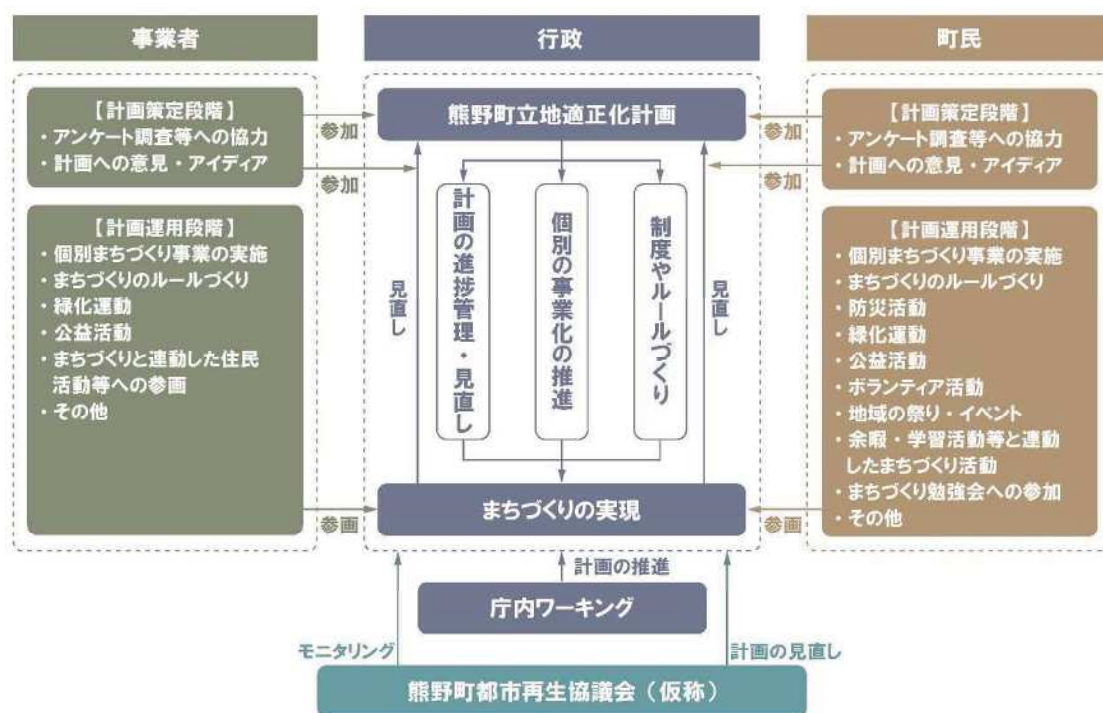 事業者
【計画策定段階】
・アンケート調査等への協力
・計画への意見・アイディア
【計画運用段階】
・個別まちづくり事業の実施
・まちづくりのルールづくり
・緑化運動
・公益活動
・まちづくりと連動した住民
活動等への参画
・その他
参加
参加
参画
行政
熊野町立地適正化計画
見直し
計画の進捗管理・見直し
個別の事業化の推進
制度やルールづくり
見直し
まちづくりの実現
計画の推進
庁内ワーキング
モニタリング
計画の見直し
熊野町都市再生協議会（仮称）
参加
参加
参画
町民
【計画策定段階】
・アンケート調査等への協力
・計画への意見・アイディア
【計画運用段階】
・個別まちづくり事業の実施
・まちづくりのルールづくり
・防災活動
・緑化運動
・公益活動
・ボランティア活動
・地域の祭り・イベント
・余暇・学習活動等と連動
したまちづくり活動
・まちづくり勉強会への参加
・その他